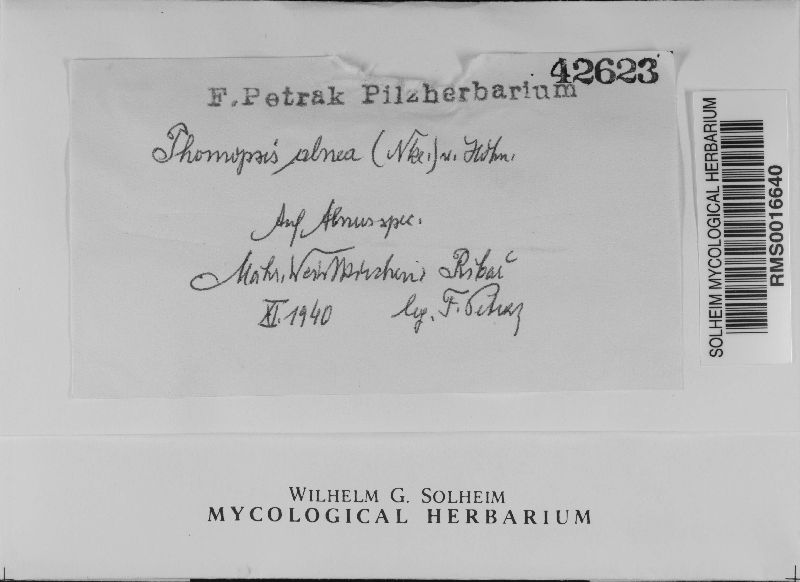 42623
F. Petrak Pilzherbarium
Phomopsis alnea (Nke.) v. Höhn.
Auf Alnus spec.
Mähr. Weisskirchen, Ribař
XI. 1940 leg. F. Petrak
SOLHEIM MYCOLOGICAL HERBARIUM
RMS0016640
WILHELM G. SOLHEIM
MYCOLOGICAL HERBARIUM